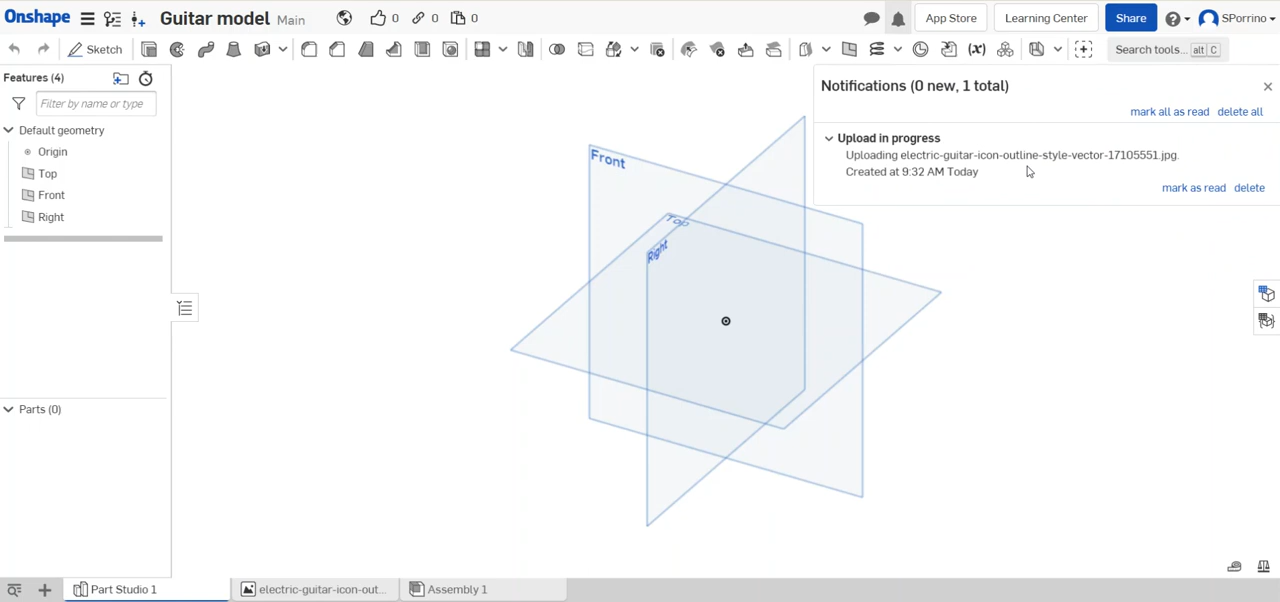 Onshape Guitar model Main 0 0 0 App Store Learning Center Share SPorrino
Sketch Search tools... alt C
Features (4)
Filter by name or type
Default geometry
Origin
Top
Front
Right
Parts (0)
Front
Top
Right
Notifications (0 new, 1 total)
mark all as read delete all
Upload in progress
Uploading electric-guitar-icon-outline-style-vector-17105551.jpg.
Created at 9:32 AM Today
mark as read delete
Part Studio 1 electric-guitar-icon-out... Assembly 1